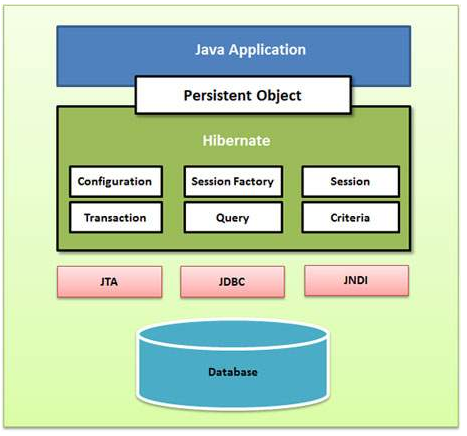 Java Application
Persistent Object
Hibernate
Configuration
Session Factory
Session
Transaction
Query
Criteria
JTA
JDBC
JNDI
Database